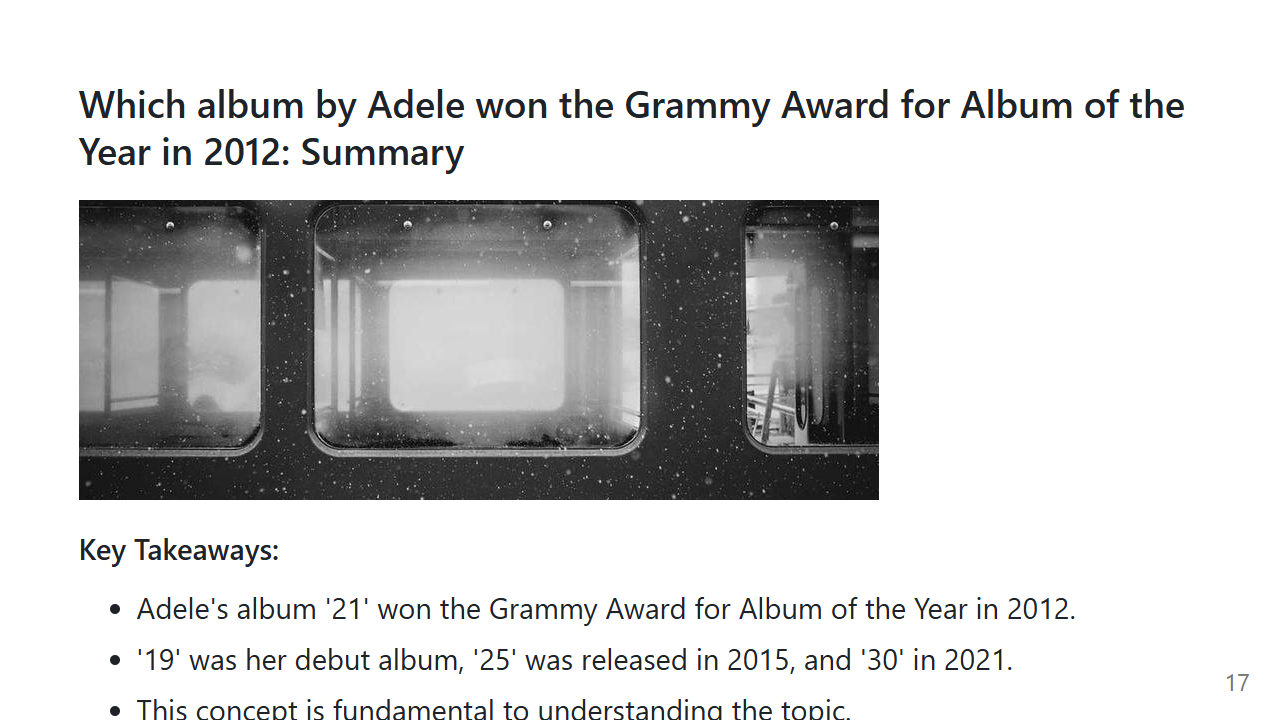 Which album by Adele won the Grammy Award for Album of the
Year in 2012: Summary
Key Takeaways:
Adele's album '21' won the Grammy Award for Album of the Year in 2012.
'19' was her debut album, '25' was released in 2015, and '30' in 2021.
This concept is fundamental to understanding the topic.
17